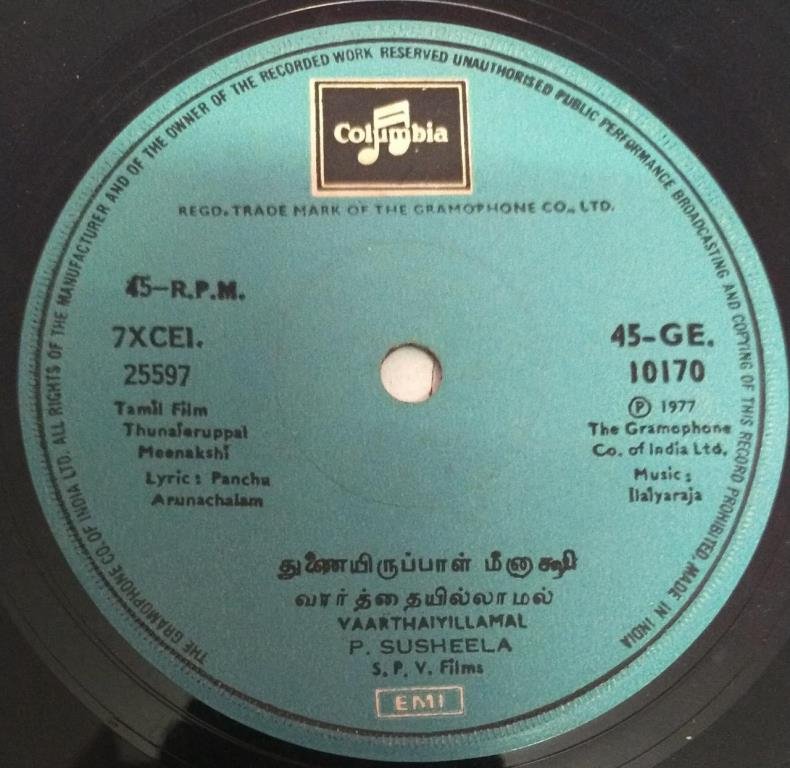 THE GRAMOPHONE CO. OF INDIA LTD. ALL RIGHTS OF THE MANUFACTURER AND OF THE OWNER OF THE RECORDED WORK RESERVED UNAUTHORISED PUBLIC PERFORMANCE BROADCASTING AND COPYING OF THIS RECORD PROHIBITED. MADE IN INDIA
Columbia
REGD. TRADE MARK OF THE GRAMOPHONE CO., LTD.
45-R.P.M.
7XCEI.
25597
Tamil Film
Thunaieruppal
Meenakshi
Lyric : Panchu
Arunachalam
45-GE.
10170
Ⓟ 1977
The Gramophone
Co. of India Ltd.
Music :
Ilaiyaraja
துணையிருப்பாள் மீனாக்ஷி
வார்த்தையில்லாமல்
VAARTHAIYILLAMAL
P. SUSHEELA
S. P. V. Films
EMI